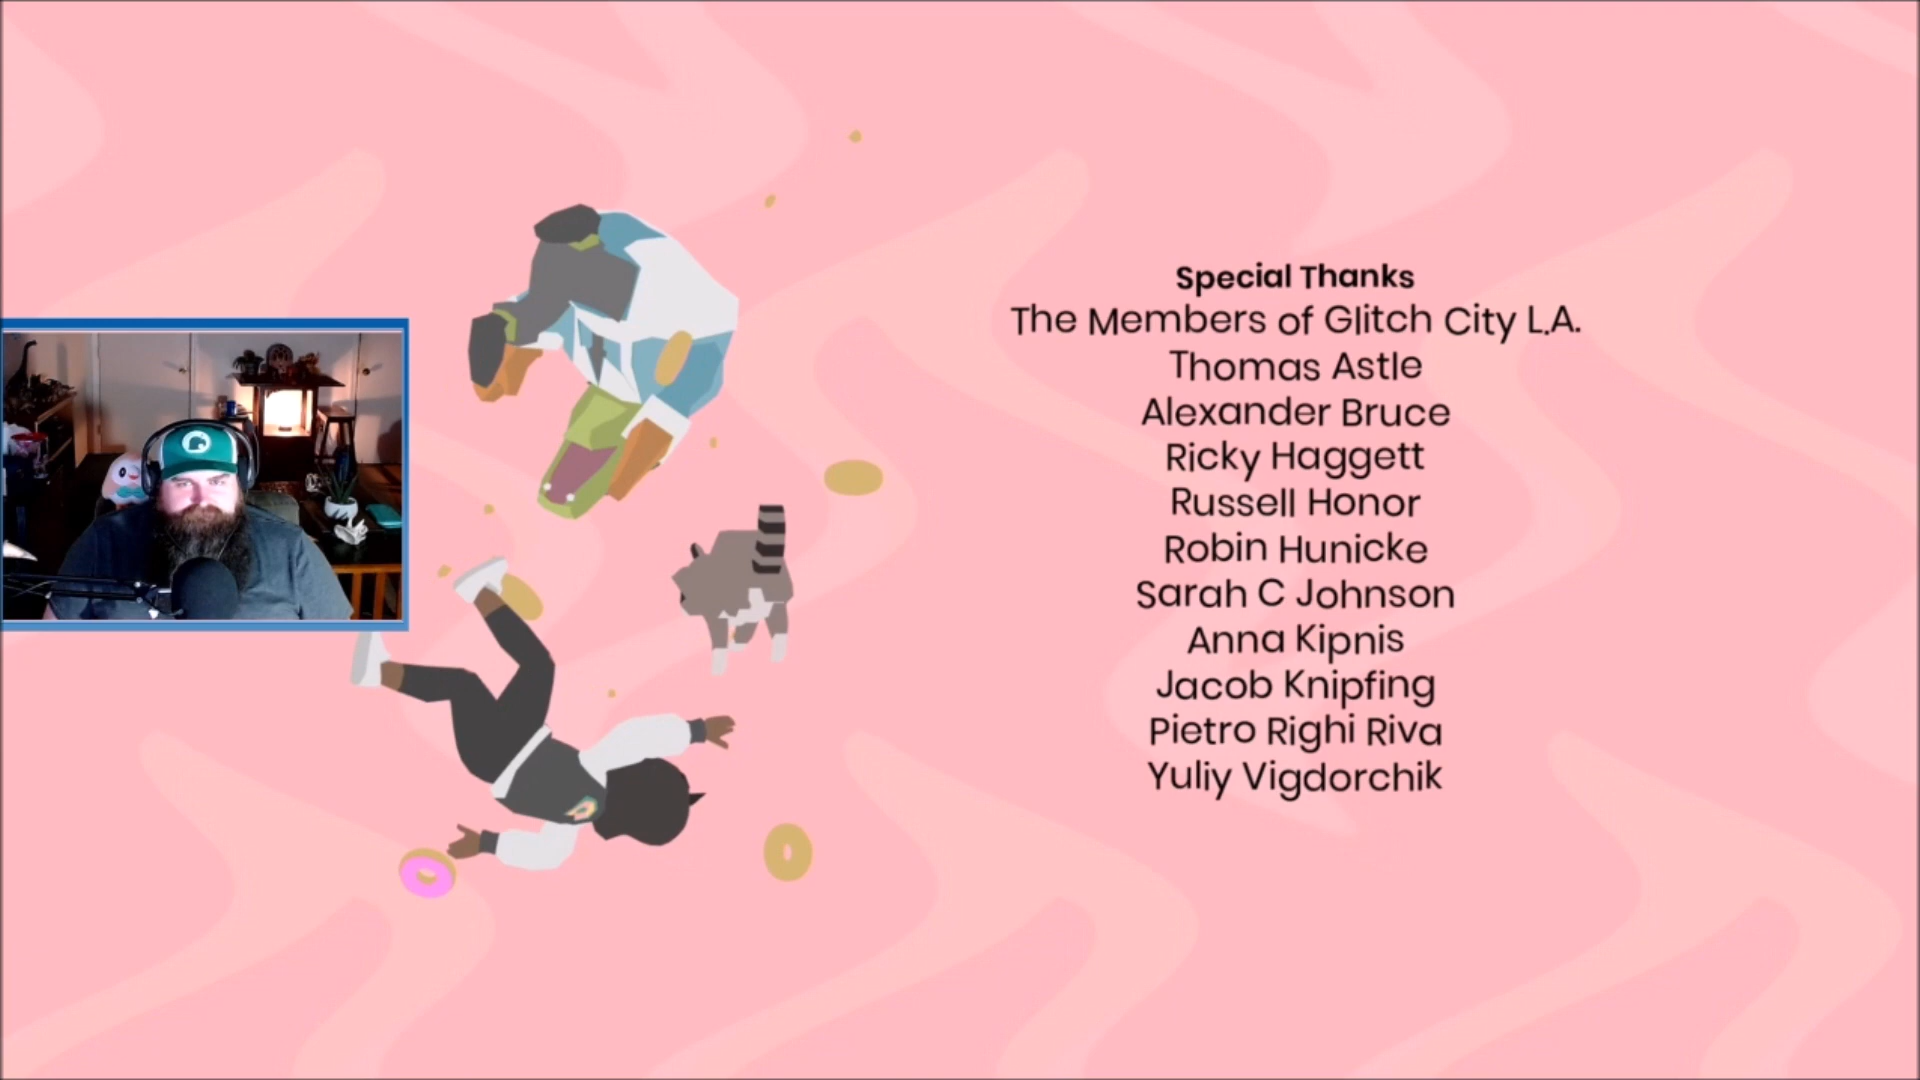 Special Thanks
The Members of Glitch City L.A.
Thomas Astle
Alexander Bruce
Ricky Haggett
Russell Honor
Robin Hunicke
Sarah C Johnson
Anna Kipnis
Jacob Knipfing
Pietro Righi Riva
Yuliy Vigdorchik